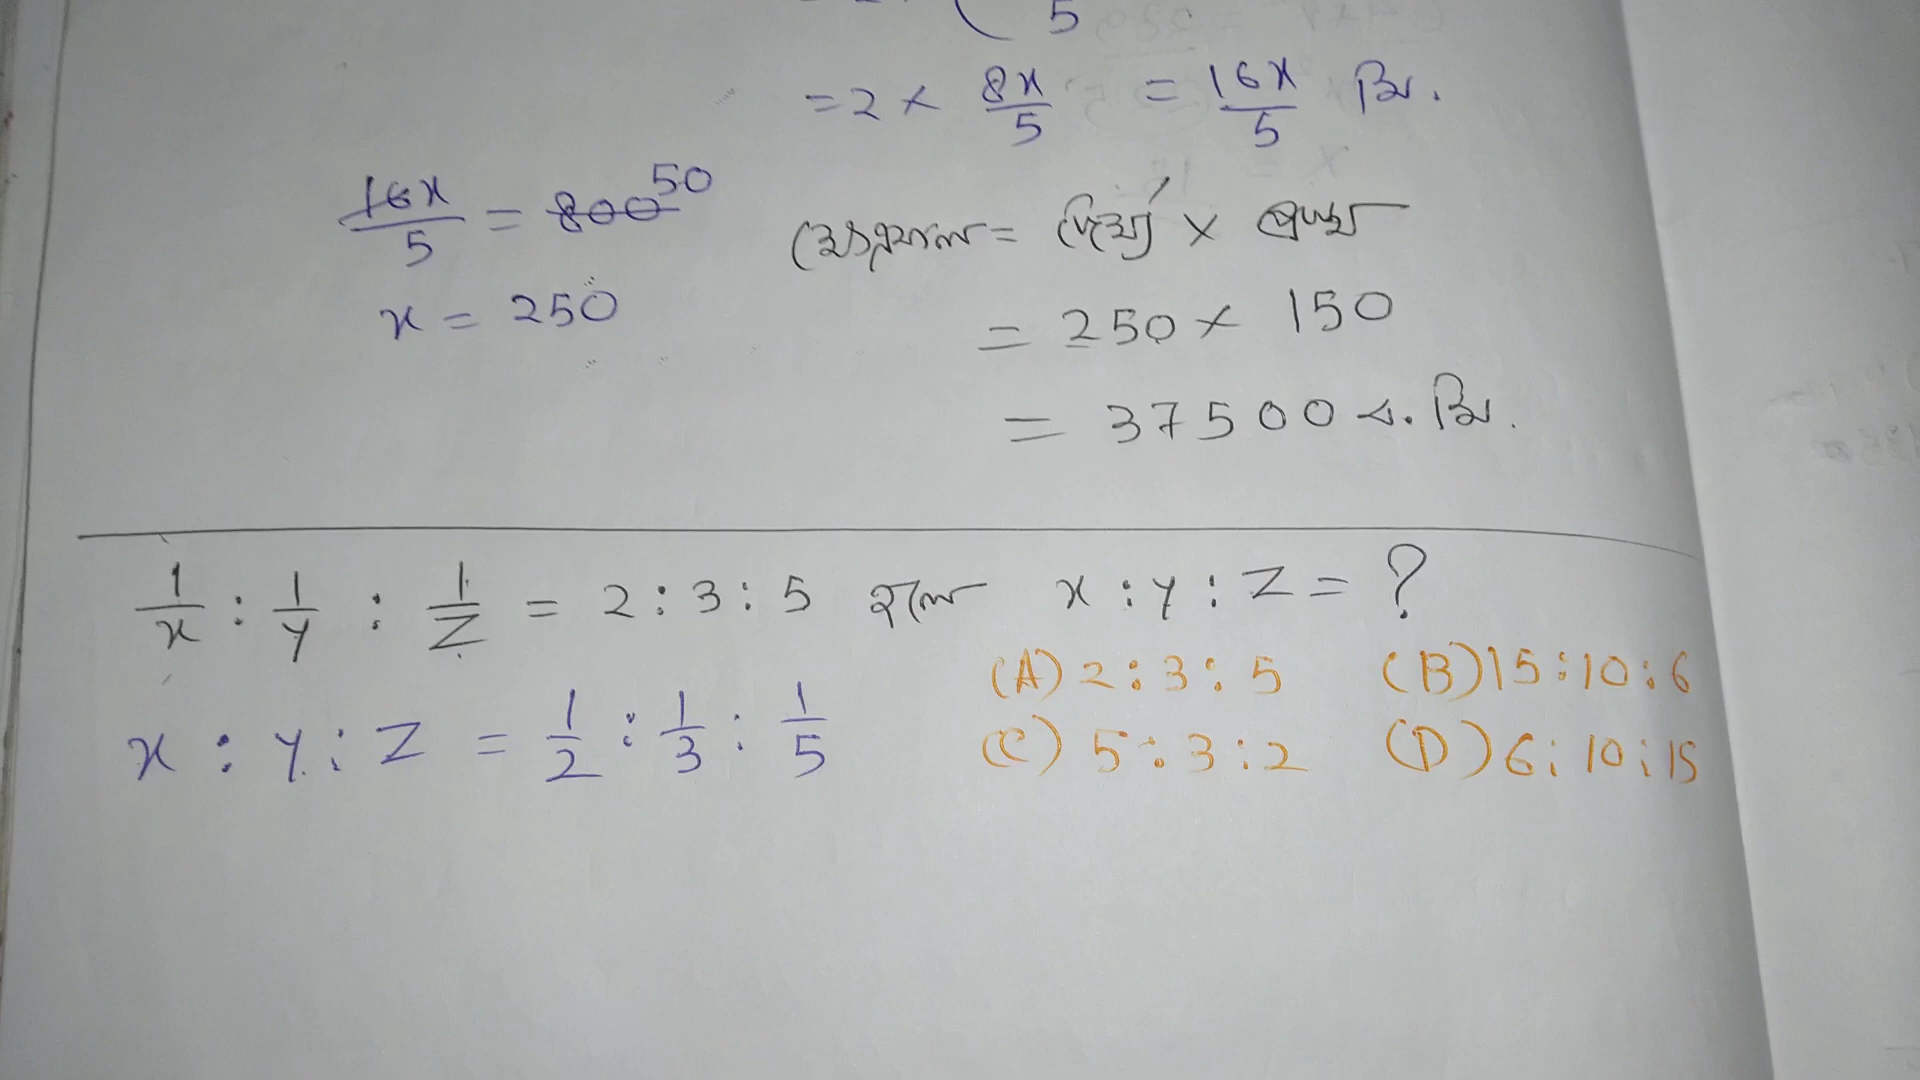 5
= 2 × 8x/5 = 16x/5 মি.
16x/5 = 800 50
x = 250
ক্ষেত্রফল = দৈর্ঘ্য × প্রস্থ
= 250 × 150
= 37500 ব. মি.
1/x : 1/y : 1/z = 2 : 3 : 5 হলে x : y : z = ?
(A) 2 : 3 : 5 (B) 15 : 10 : 6
x : y : z = 1/2 : 1/3 : 1/5
(C) 5 : 3 : 2 (D) 6 : 10 : 15